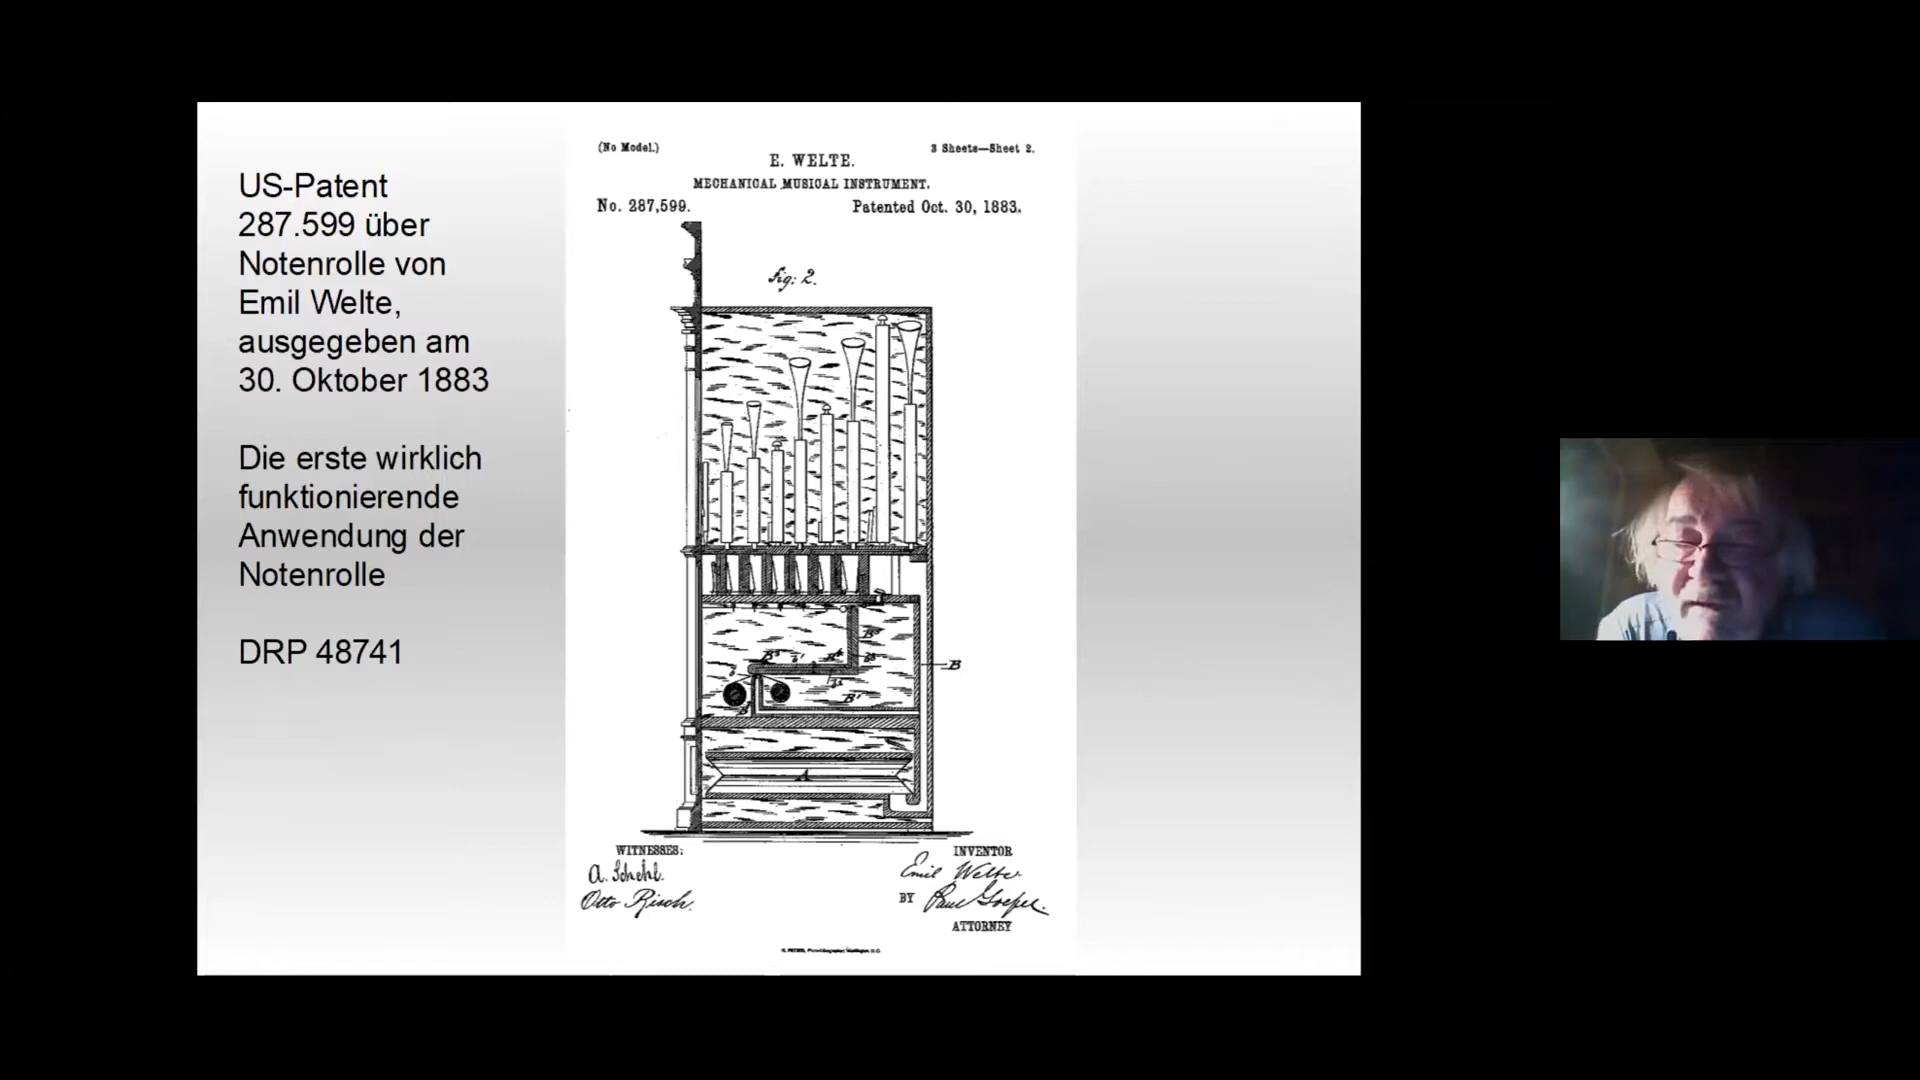 US-Patent
287.599 über
Notenrolle von
Emil Welte,
ausgegeben am
30. Oktober 1883
Die erste wirklich
funktionierende
Anwendung der
Notenrolle
DRP 48741
(No Model.)
3 Sheets—Sheet 2.
E. WELTE.
MECHANICAL MUSICAL INSTRUMENT.
No. 287,599.
Patented Oct. 30, 1883.
Fig: 2.
B
A
WITNESSES:
Otto Risch.
INVENTOR
Emil Welte
BY
ATTORNEY